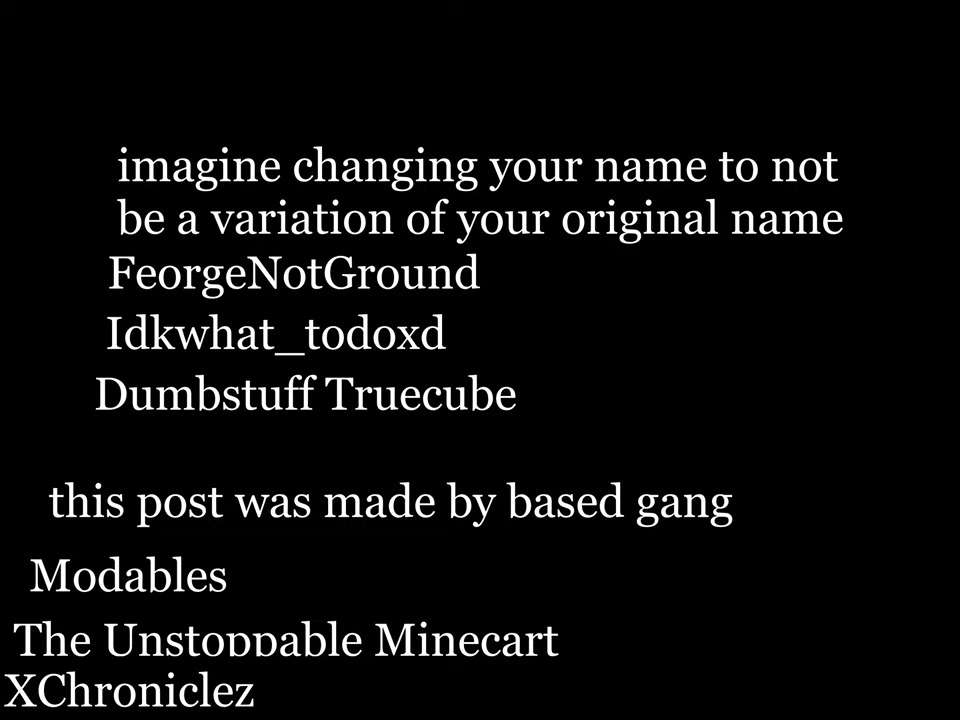 imagine changing your name to not
be a variation of your original name
FeorgeNotGround
Idkwhat_todoxd
Dumbstuff Truecube
this post was made by based gang
Modables
The Unstoppable Minecart
XChroniclez